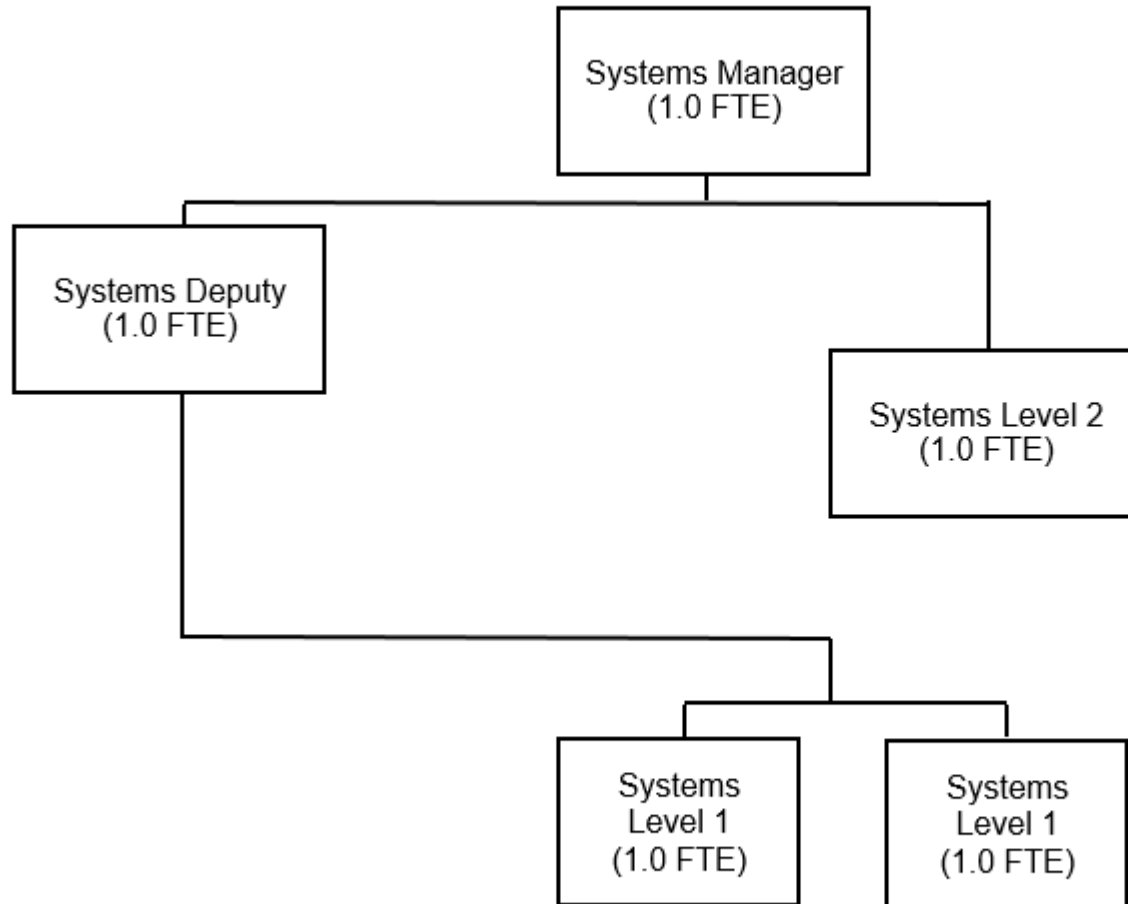 Systems Manager
(1.0 FTE)
Systems Deputy
(1.0 FTE)
Systems Level 2
(1.0 FTE)
Systems
Level 1
(1.0 FTE)
Systems
Level 1
(1.0 FTE)